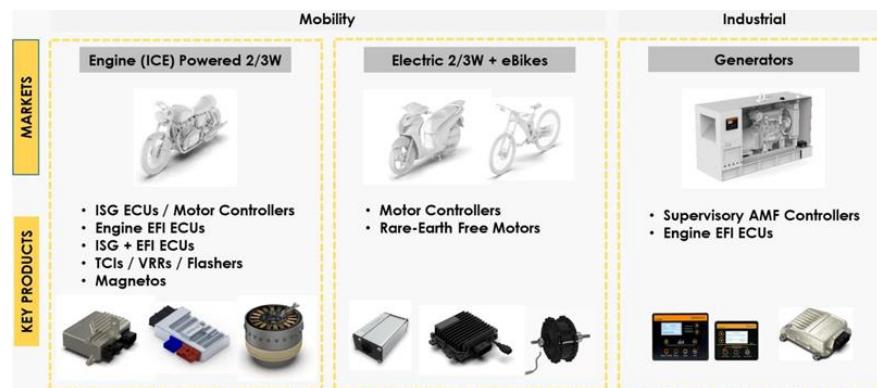 Mobility
Industrial
MARKETS
Engine (ICE) Powered 2/3W
Electric 2/3W + eBikes
Generators
KEY PRODUCTS
• ISG ECUs / Motor Controllers
• Engine EFI ECUs
• ISG + EFI ECUs
• TCIs / VRRs / Flashers
• Magnetos
• Motor Controllers
• Rare-Earth Free Motors
• Supervisory AMF Controllers
• Engine EFI ECUs